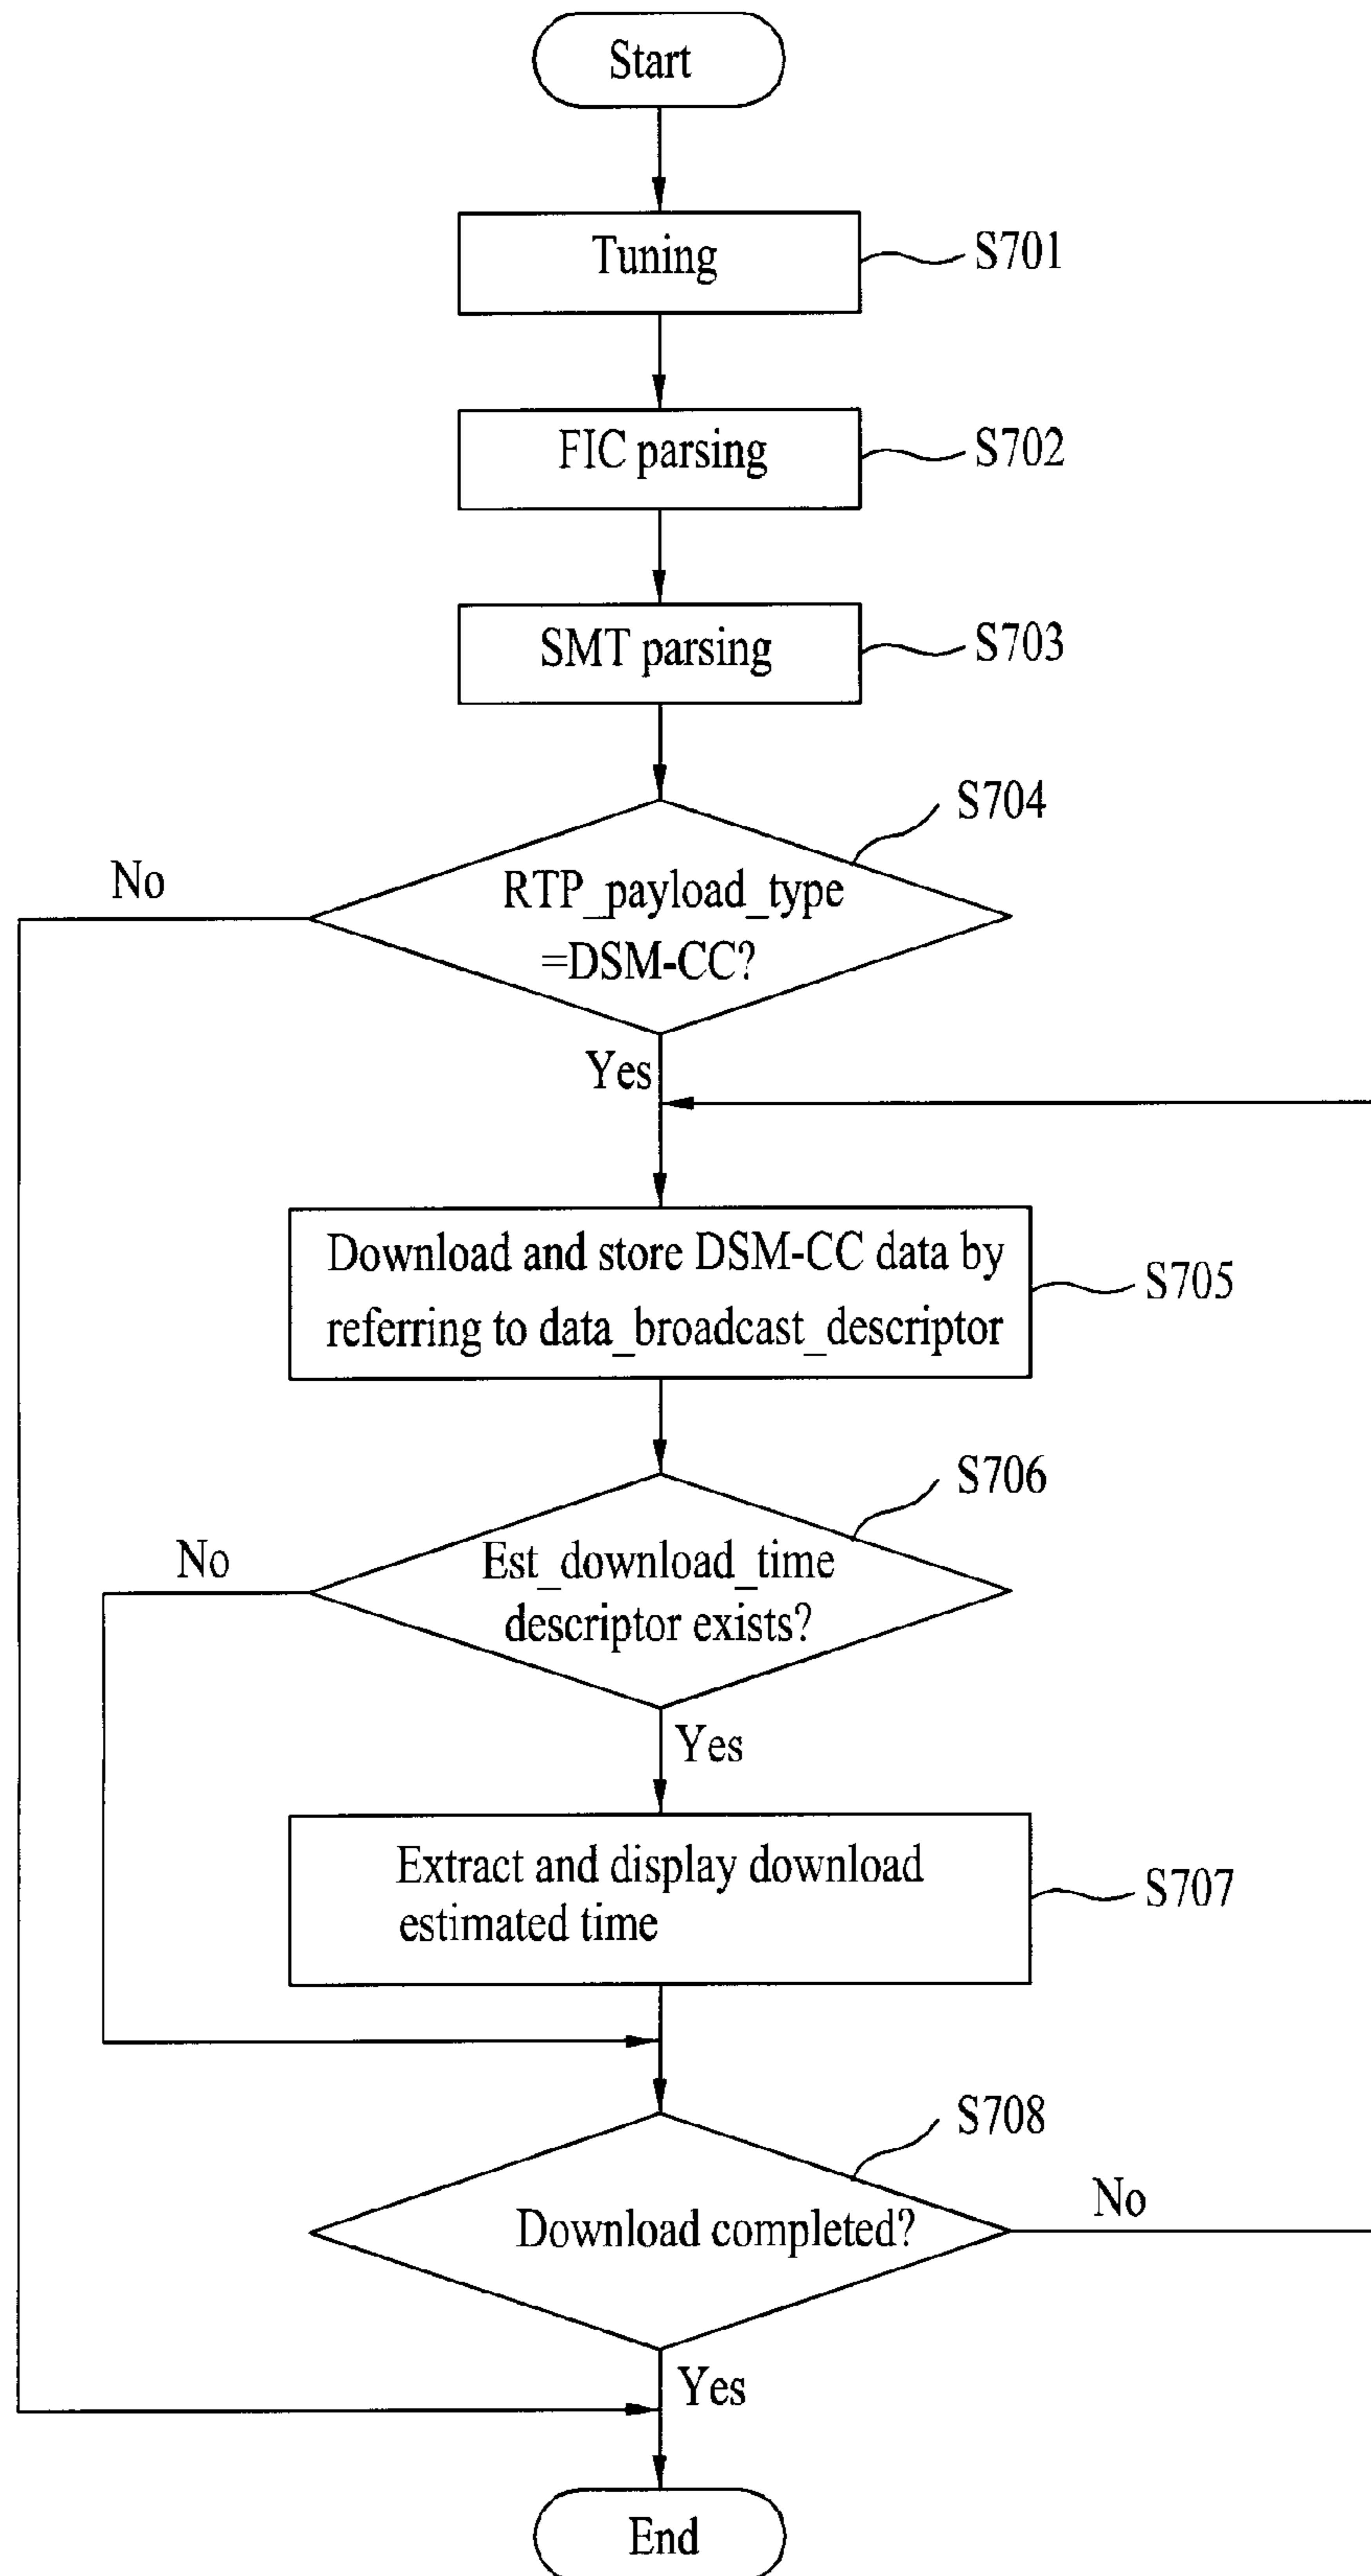 Start
Tuning
S701
FIC parsing
S702
SMT parsing
S703
S704
No
RTP_payload_type
=DSM-CC?
Yes
Download and store DSM-CC data by
referring to data_broadcast_descriptor
S705
S706
No
Est_download_time
descriptor exists?
Yes
Extract and display download
estimated time
S707
S708
Download completed?
No
Yes
End